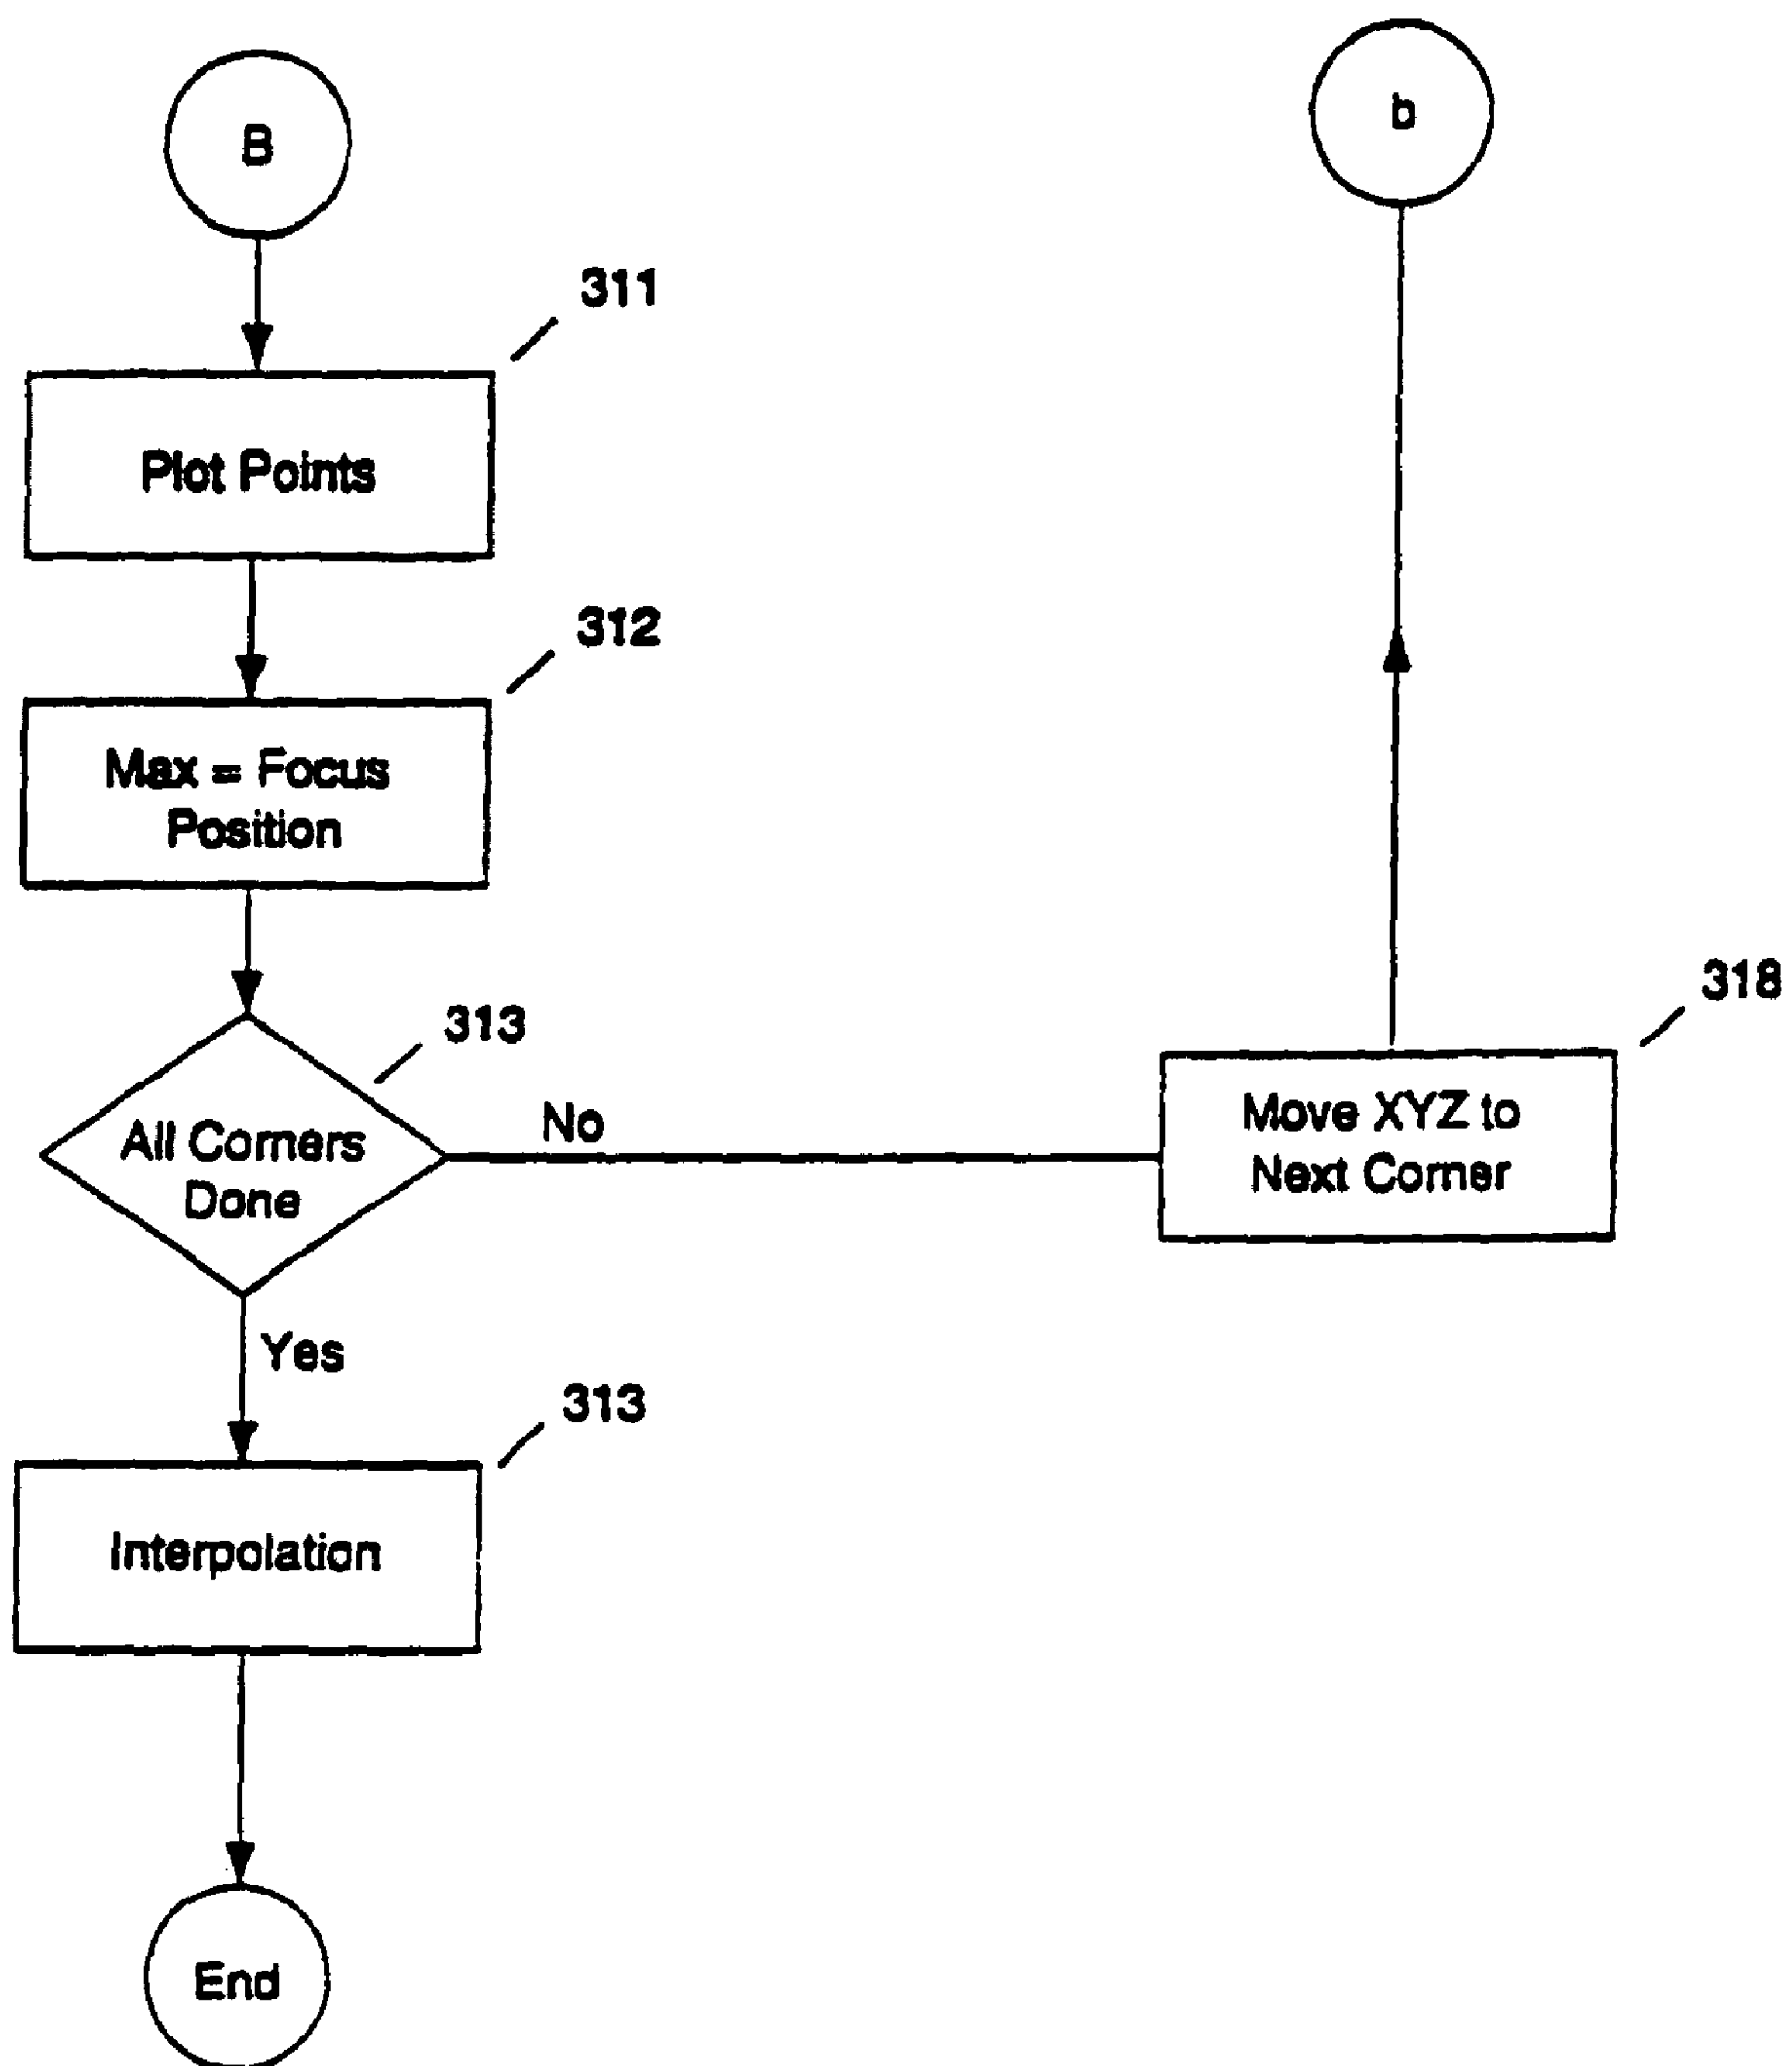 B
b
311
Plot Points
312
Max = Focus
Position
313
All Corners
Done
No
318
Move XYZ to
Next Corner
Yes
313
Interpolation
End